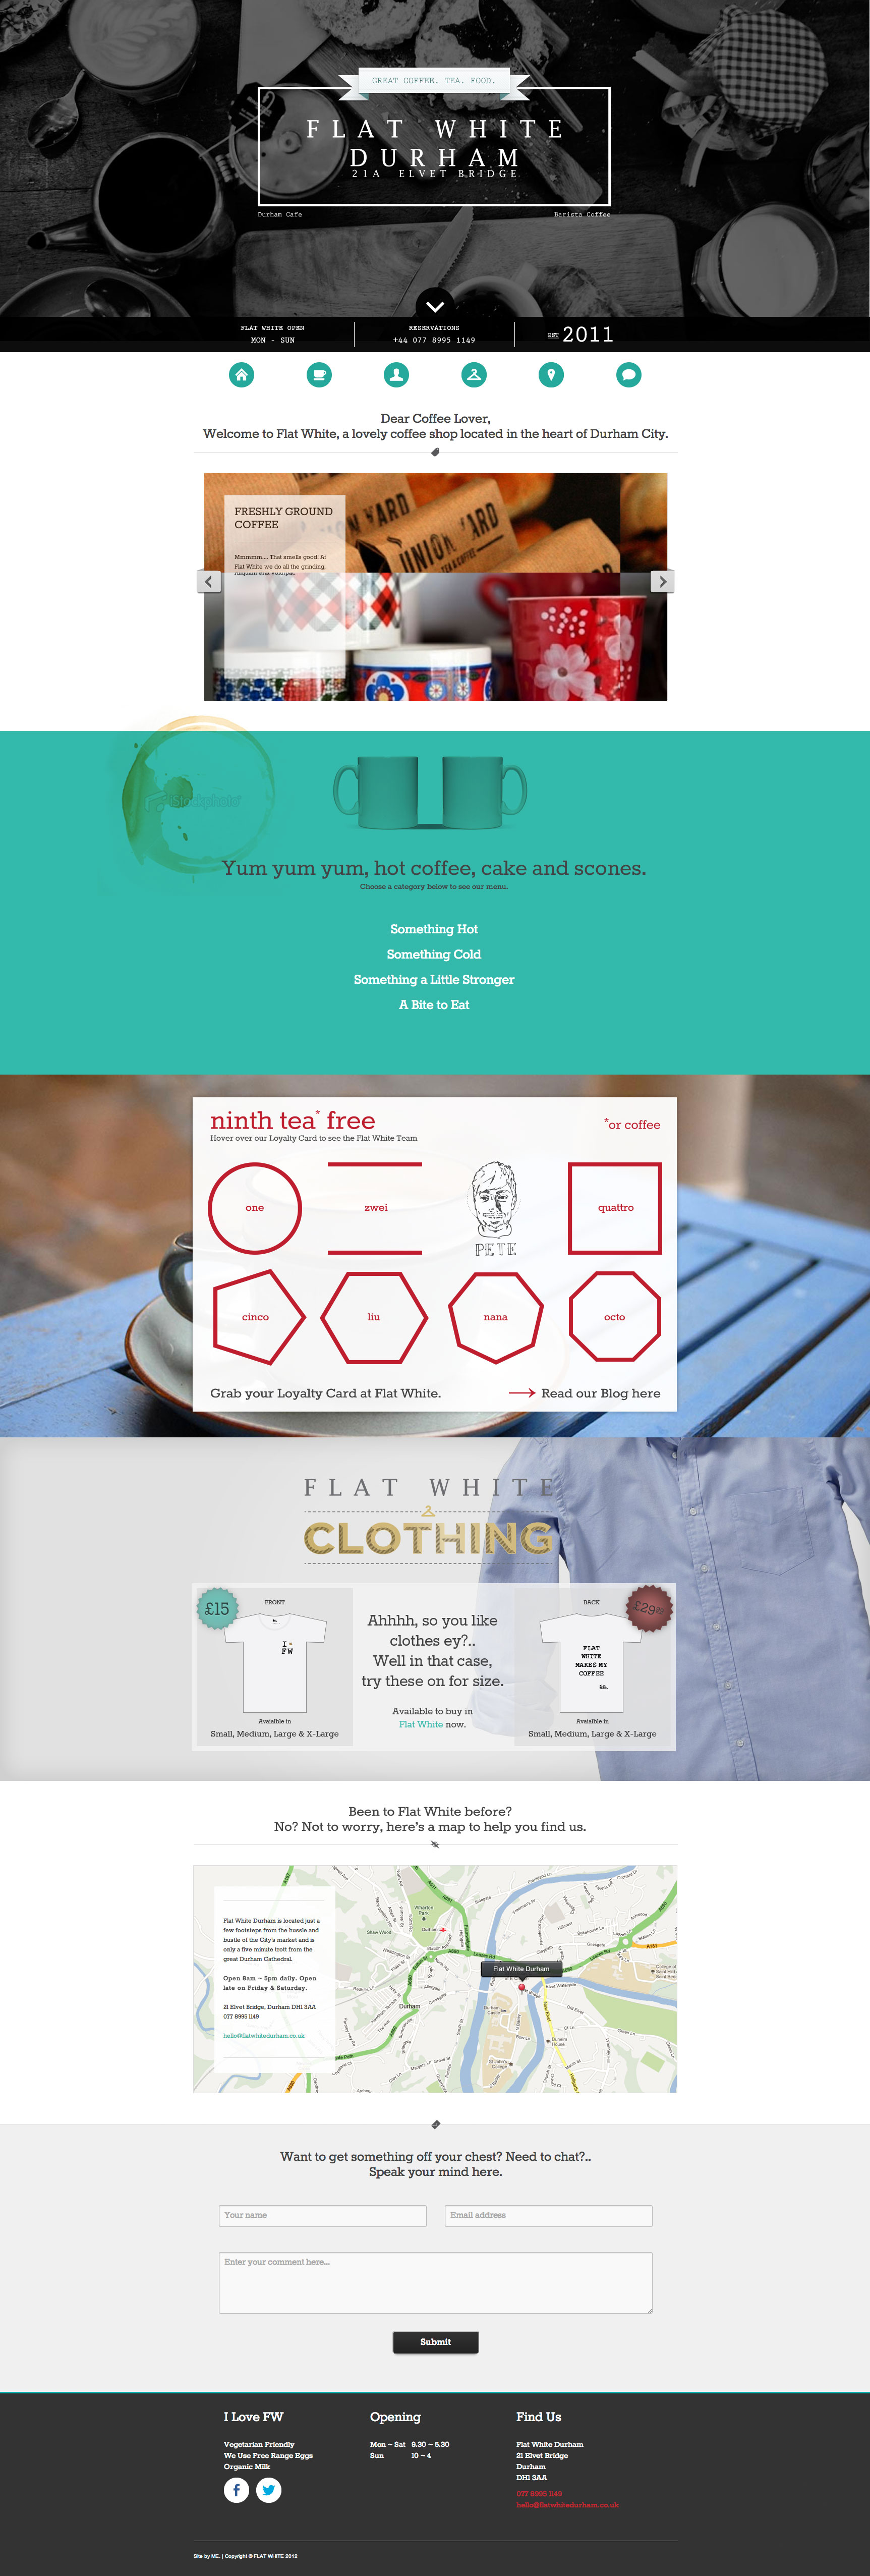 GREAT COFFEE. TEA. FOOD.
FLAT WHITE
DURHAM
21A ELVET BRIDGE
Durham Cafe
Barista Coffee
FLAT WHITE OPEN
MON - SUN
RESERVATIONS
+44 077 8995 1149
EST 2011
Dear Coffee Lover,
Welcome to Flat White, a lovely coffee shop located in the heart of Durham City.
FRESHLY GROUND
COFFEE
Mmmmm.... That smells good! At
Flat White we do all the grinding.
UNION YARD
iStockphoto
Yum yum yum, hot coffee, cake and scones.
Choose a category below to see our menu.
Something Hot
Something Cold
Something a Little Stronger
A Bite to Eat
ninth tea* free
*or coffee
Hover over our Loyalty Card to see the Flat White Team
one
zwei
PETE
quattro
cinco
liu
nana
octo
Grab your Loyalty Card at Flat White.
Read our Blog here
FLAT WHITE
CLOTHING
£15
FRONT
I
FW
Avaialble in
Small, Medium, Large & X-Large
Ahhhh, so you like
clothes ey?..
Well in that case,
try these on for size.
Available to buy in
Flat White now.
BACK
£29
FLAT
WHITE
MAKES MY
COFFEE
Avaialble in
Small, Medium, Large & X-Large
Been to Flat White before?
No? Not to worry, here's a map to help you find us.
Flat White Durham is located just a
few footsteps from the hussle and
bustle of the City's market and is
only a five minute trott from the
great Durham Cathedral.
Open 8am ~ 5pm daily. Open
late on Friday & Saturday.
21 Elvet Bridge, Durham DH1 3AA
077 8995 1149
hello@flatwhitedurham.co.uk
Flat White Durham
Wharton
Park
Durham
Shaw Wood
Durham
Want to get something off your chest? Need to chat?..
Speak your mind here.
Your name
Email address
Enter your comment here...
Submit
I Love FW
Vegetarian Friendly
We Use Free Range Eggs
Organic Milk
Opening
Mon ~ Sat 9.30 ~ 5.30
Sun 10 ~ 4
Find Us
Flat White Durham
21 Elvet Bridge
Durham
DH1 3AA
077 8995 1149
hello@flatwhitedurham.co.uk
Site by ME. | Copyright © FLAT WHITE 2012